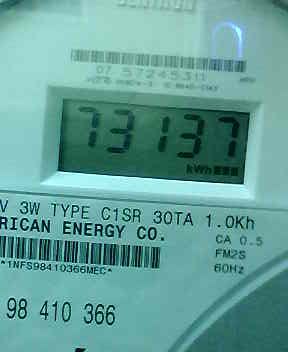 07 57245311
73137
kWh
V 3W TYPE C1SR 30TA 1.0Kh
RICAN ENERGY CO.
CA 0.5
FM2S
60Hz
*1NFS98410366MEC*
98 410 366